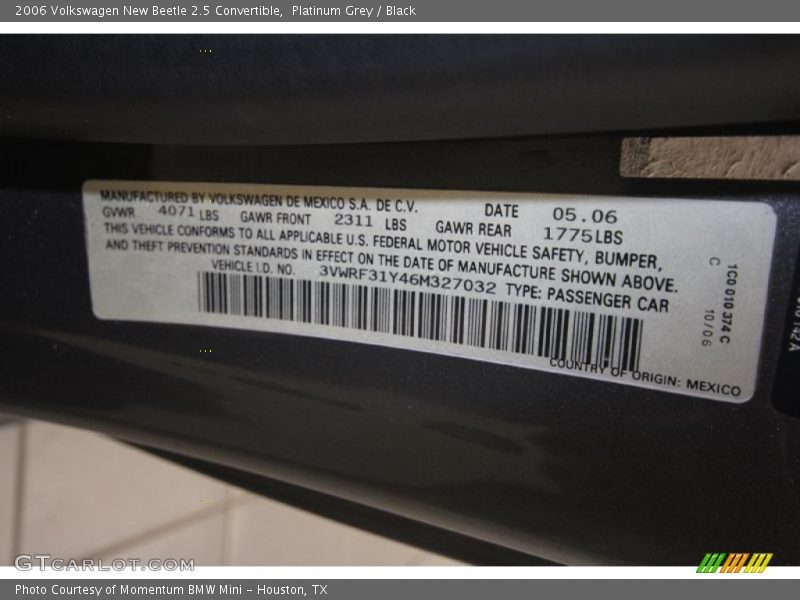 2006 Volkswagen New Beetle 2.5 Convertible,  Platinum Grey / Black
MANUFACTURED BY VOLKSWAGEN DE MEXICO S.A. DE C.V. DATE 05.06
GVWR 4071 LBS GAWR FRONT 2311 LBS GAWR REAR 1775LBS
THIS VEHICLE CONFORMS TO ALL APPLICABLE U.S. FEDERAL MOTOR VEHICLE SAFETY, BUMPER,
AND THEFT PREVENTION STANDARDS IN EFFECT ON THE DATE OF MANUFACTURE SHOWN ABOVE.
VEHICLE I.D. NO. 3VWRF31Y46M327032 TYPE: PASSENGER CAR
COUNTRY OF ORIGIN: MEXICO
1C0 010 374 C
C 10/06
GTCARLOT.COM
Photo Courtesy of Momentum BMW Mini - Houston, TX